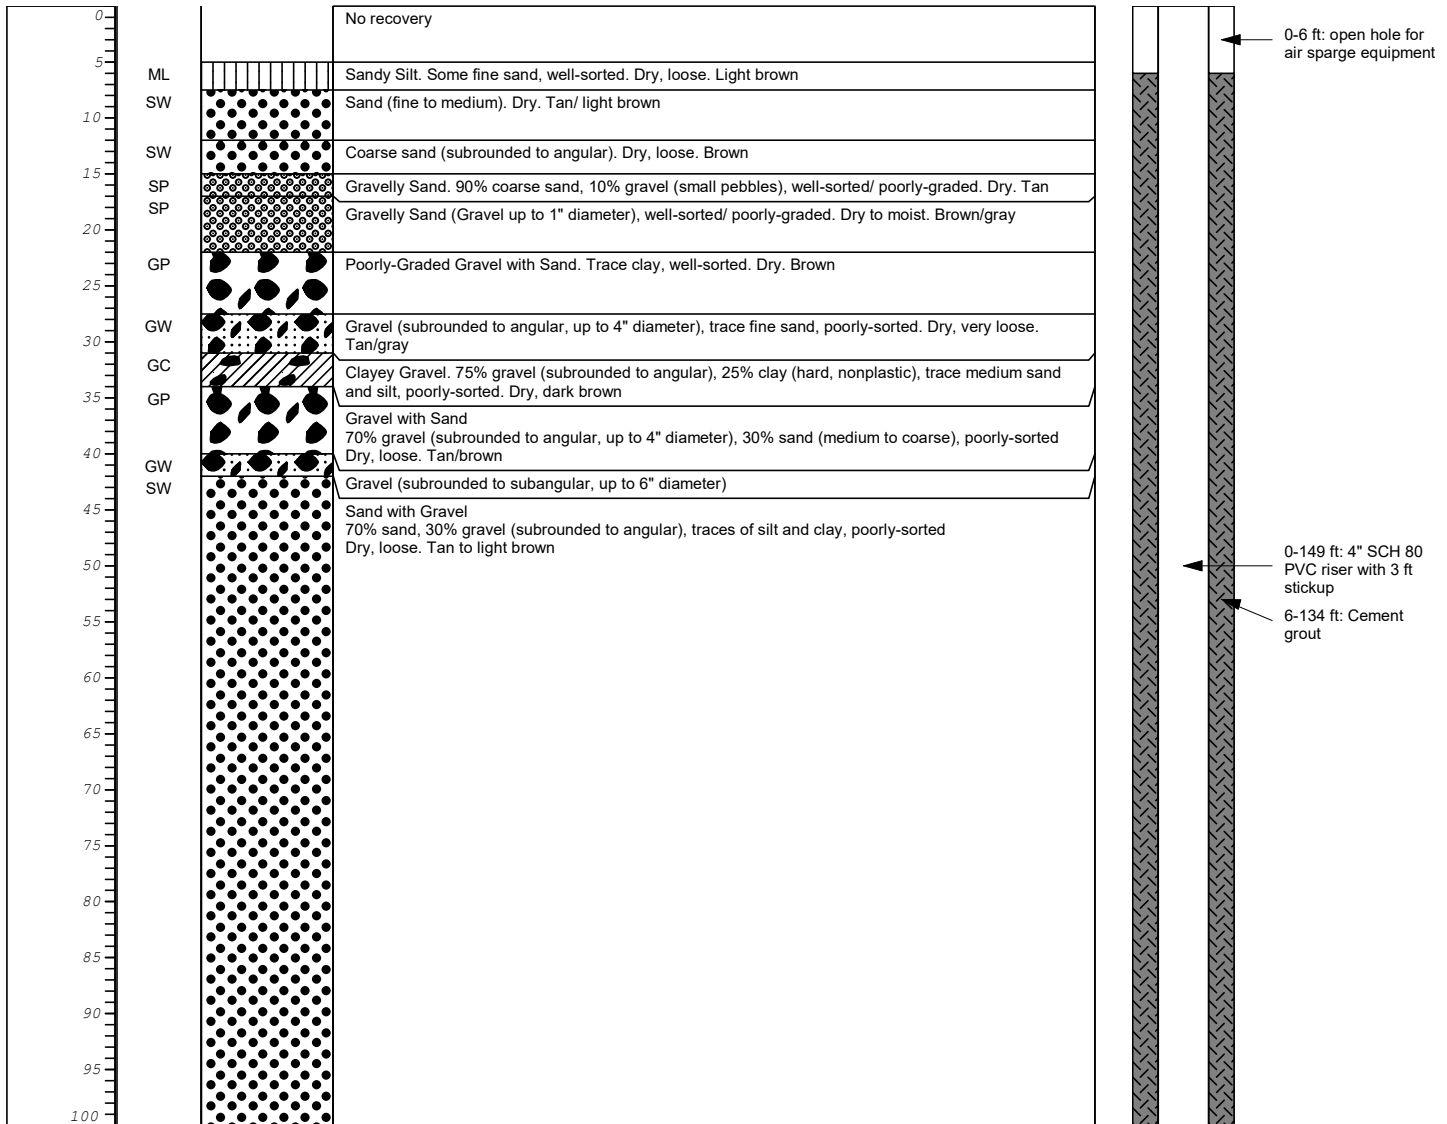 0
No recovery
0-6 ft: open hole for
air sparge equipment
5
ML
Sandy Silt. Some fine sand, well-sorted. Dry, loose. Light brown
SW
Sand (fine to medium). Dry. Tan/ light brown
10
SW
Coarse sand (subrounded to angular). Dry, loose. Brown
15
SP
Gravelly Sand. 90% coarse sand, 10% gravel (small pebbles), well-sorted/ poorly-graded. Dry. Tan
SP
Gravelly Sand (Gravel up to 1" diameter), well-sorted/ poorly-graded. Dry to moist. Brown/gray
20
GP
Poorly-Graded Gravel with Sand. Trace clay, well-sorted. Dry. Brown
25
GW
Gravel (subrounded to angular, up to 4" diameter), trace fine sand, poorly-sorted. Dry, very loose.
Tan/gray
30
GC
Clayey Gravel. 75% gravel (subrounded to angular), 25% clay (hard, nonplastic), trace medium sand
and silt, poorly-sorted. Dry, dark brown
35
GP
Gravel with Sand
70% gravel (subrounded to angular, up to 4" diameter), 30% sand (medium to coarse), poorly-sorted
Dry, loose. Tan/brown
40
GW
Gravel (subrounded to subangular, up to 6" diameter)
SW
Sand with Gravel
70% sand, 30% gravel (subrounded to angular), traces of silt and clay, poorly-sorted
Dry, loose. Tan to light brown
45
50
0-149 ft: 4" SCH 80
PVC riser with 3 ft
stickup
6-134 ft: Cement
grout
55
60
65
70
75
80
85
90
95
100